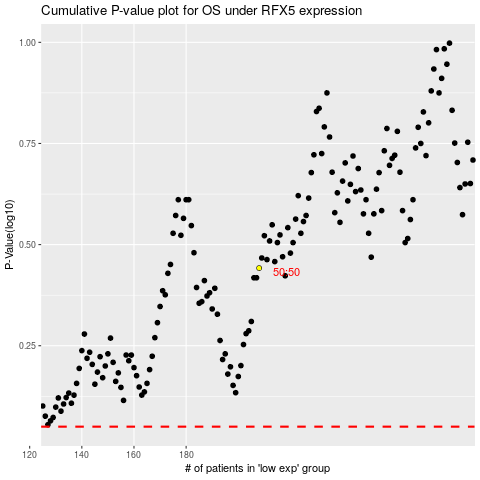 Cumulative P-value plot for OS under RFX5 expression
P-Value(log10)
1.00
0.75
0.50
0.25
50:50
120 140 160 180
# of patients in 'low exp' group